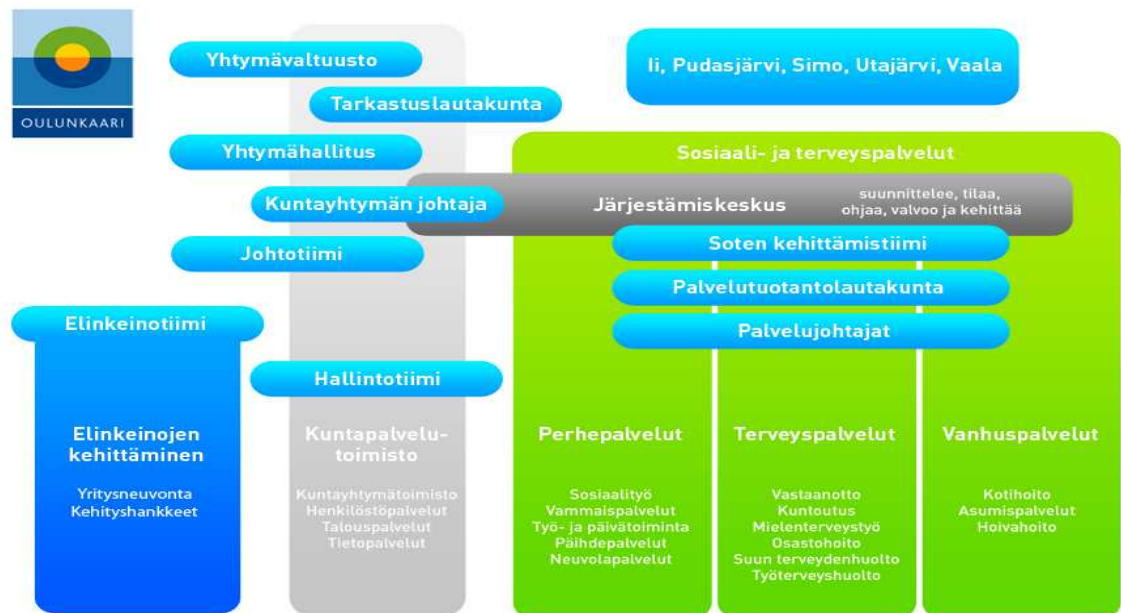 OULUNKAARI
Yhtymävaltuusto
Tarkastuslautakunta
Yhtymähallitus
Kuntayhtymän johtaja
Johtotiimi
Ii, Pudasjärvi, Simo, Utajärvi, Vaala
Sosiaali- ja terveyspalvelut
Järjestämiskeskus
suunnittelee, tilaa,
ohjaa, valvoo ja kehittää
Soten kehittämistiimi
Palvelutuotantolautakunta
Palvelujohtajat
Elinkeinotiimi
Hallintotiimi
Elinkeinojen
kehittäminen
Yritysneuvonta
Kehityshankkeet
Kuntapalvelu-
toimisto
Kuntayhtymätoimisto
Henkilöstöpalvelut
Talouspalvelut
Tietopalvelut
Perhepalvelut
Sosiaalityö
Vammaispalvelut
Työ- ja päivätoiminta
Päihdepalvelut
Neuvolapalvelut
Terveyspalvelut
Vastaanotto
Kuntoutus
Mielenterveystyö
Osastohoito
Suun terveydenhuolto
Työterveyshuolto
Vanhuspalvelut
Kotihoito
Asumispalvelut
Hoivahoito